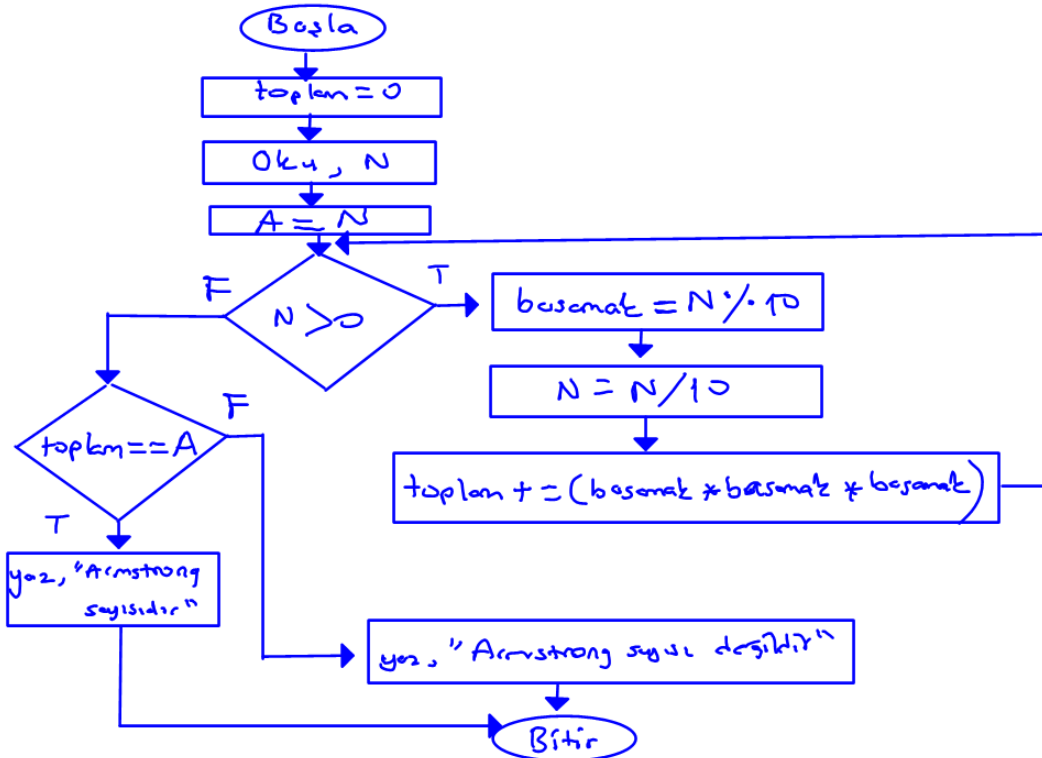 Başla
toplam = 0
Oku, N
A = N
F
T
N > 0
basamak = N % 10
N = N/10
toplam += (basamak * basamak * basamak)
F
toplam == A
T
yaz, "Armstrong
sayısıdır"
yaz, "Armstrong sayısı değildir"
Bitir